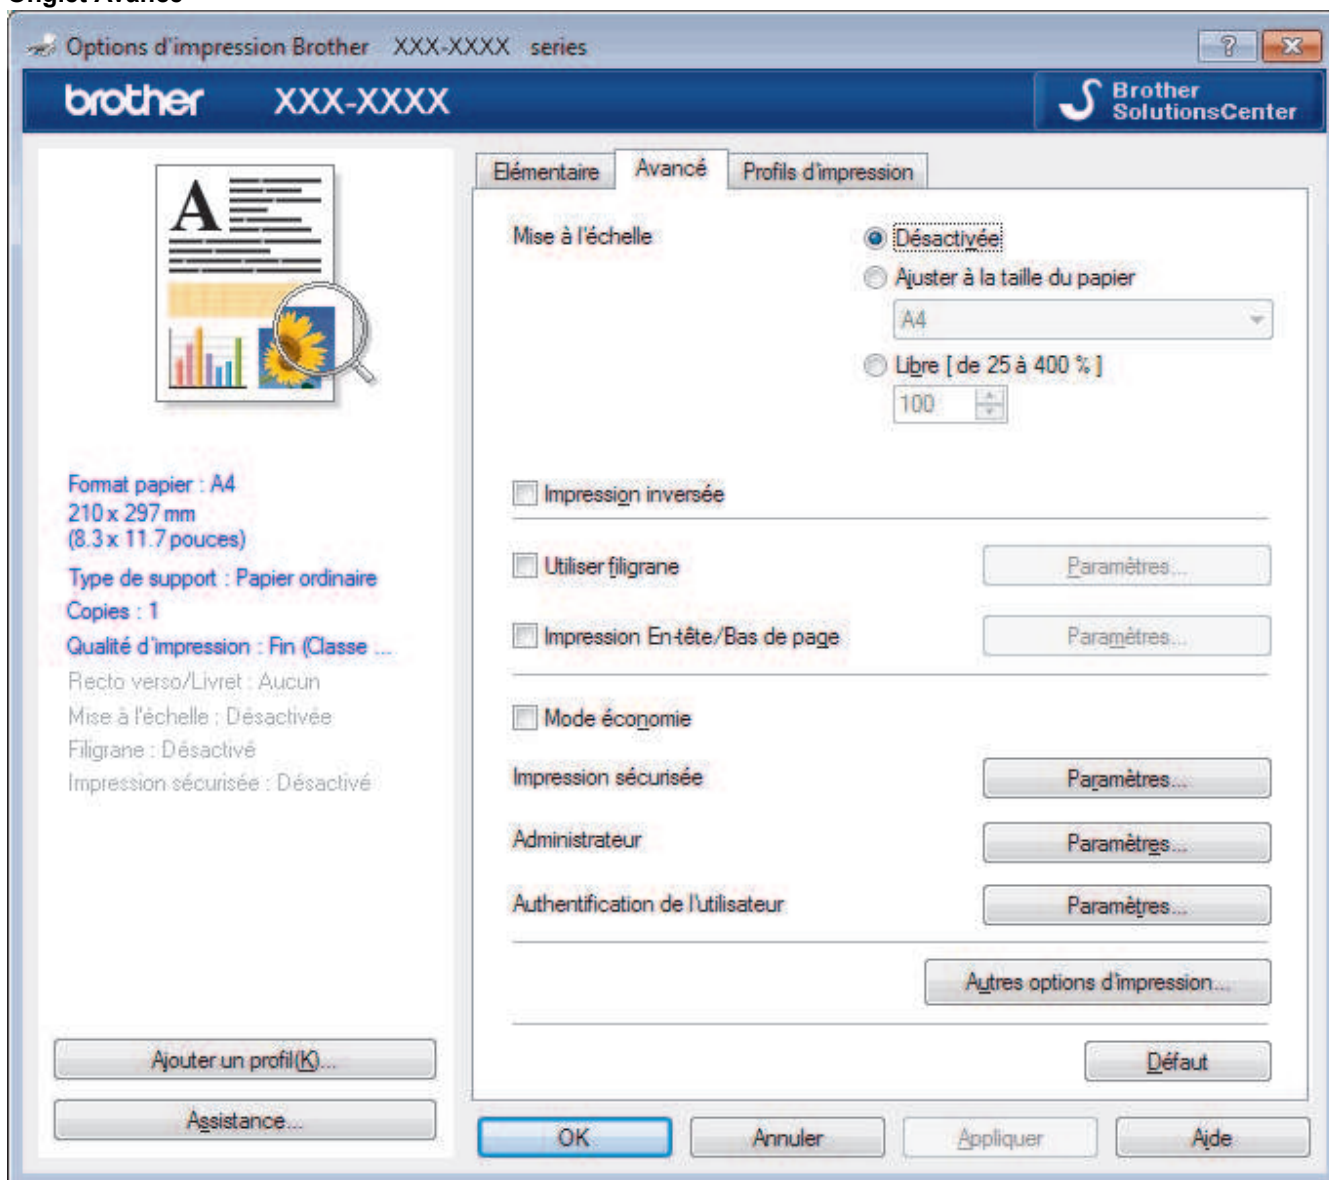 Onglet Avancé
Options d'impression Brother XXX-XXXX series
brother XXX-XXXX
Brother
SolutionsCenter
A
Format papier : A4
210 x 297 mm
(8.3 x 11.7 pouces)
Type de support : Papier ordinaire
Copies : 1
Qualité d'impression : Fin (Classe ...
Recto verso/Livret : Aucun
Mise à l'échelle : Désactivée
Filigrane : Désactivé
Impression sécurisée : Désactivé
Ajouter un profil(K)...
Assistance...
Elémentaire Avancé Profils d'impression
Mise à l'échelle
Désactivée
Ajuster à la taille du papier
A4
Libre [ de 25 à 400 % ]
100
Impression inversée
Utiliser filigrane Paramètres...
Impression En-tête/Bas de page Paramètres...
Mode économie
Impression sécurisée Paramètres...
Administrateur Paramètres...
Authentification de l'utilisateur Paramètres...
Autres options d'impression...
Défaut
OK Annuler Appliquer Aide